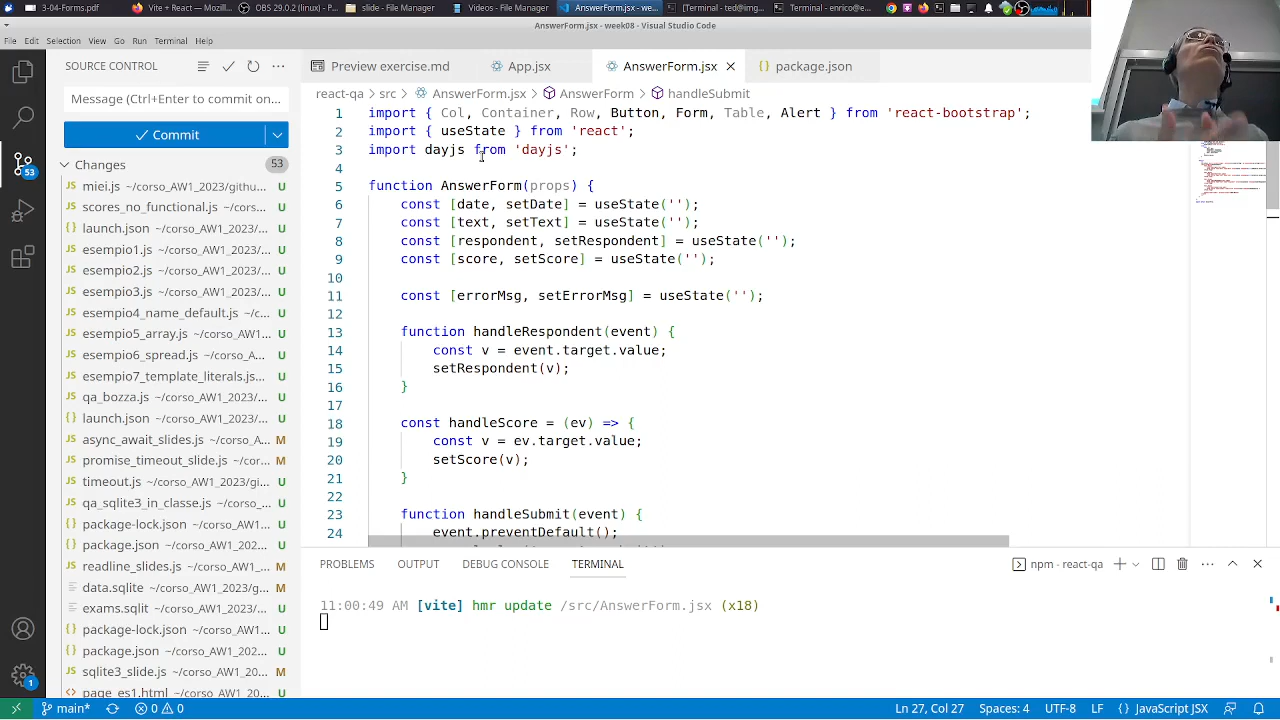 3-04-Forms.pdf
slide - File Manager
Videos - File Manager
OBS 29.0.2
AnswerForm.jsx - we...
[Terminal - ted@img...
Terminal - enrico@e...
AnswerForm.jsx - week08 - Visual Studio Code
File Edit Selection View Go Run Terminal Help
SOURCE CONTROL
Preview exercise.md
App.jsx
AnswerForm.jsx
package.json
Message (Ctrl+Enter to commit on...
react-qa > src > AnswerForm.jsx > AnswerForm > handleSubmit
Commit
Changes 53
miei.js ~/corso_AW1_2023/githu... U
scores_no_functional.js ~/cors... U
launch.json ~/corso_AW1_2023/... U
esempio1.js ~/corso_AW1_2023/... U
esempio2.js ~/corso_AW1_2023/... U
esempio3.js ~/corso_AW1_2023/... U
esempio4_name_default.js ~/c... U
esempio5_array.js ~/corso_AW1... U
esempio6_spread.js ~/corso_A... U
esempio7_template_literals.js... U
qa_bozza.js ~/corso_AW1_2023... U
launch.json ~/corso_AW1_2023/... U
async_await_slides.js ~/corso_A... M
promise_timeout_slide.js ~/cor... M
timeout.js ~/corso_AW1_2023/gi... U
qa_sqlite3_in_classe.js ~/corso... U
package-lock.json ~/corso_AW... U
package.json ~/corso_AW1_202... U
readline_slides.js ~/corso_AW1... M
data.sqlite ~/corso_AW1_2023/g... U
exams.sqlit ~/corso_AW1_2023/... U
package-lock.json ~/corso_AW1... U
package.json ~/corso_AW1_202... U
sqlite3_slide.js ~/corso_AW1_20... M
page_es1.html ~/corso_AW1_20... U
53
1
1 import { Col, Container, Row, Button, Form, Table, Alert } from 'react-bootstrap';
2 import { useState } from 'react';
3 import dayjs from 'dayjs';
4
5 function AnswerForm(props) {
6 const [date, setDate] = useState('');
7 const [text, setText] = useState('');
8 const [respondent, setRespondent] = useState('');
9 const [score, setScore] = useState('');
10
11 const [errorMsg, setErrorMsg] = useState('');
12
13 function handleRespondent(event) {
14 const v = event.target.value;
15 setRespondent(v);
16 }
17
18 const handleScore = (ev) => {
19 const v = ev.target.value;
20 setScore(v);
21 }
22
23 function handleSubmit(event) {
24 event.preventDefault();
PROBLEMS OUTPUT DEBUG CONSOLE TERMINAL
npm - react-qa
11:00:49 AM [vite] hmr update /src/AnswerForm.jsx (x18)
main* 0 0
Ln 27, Col 27 Spaces: 4 UTF-8 LF {} JavaScript JSX